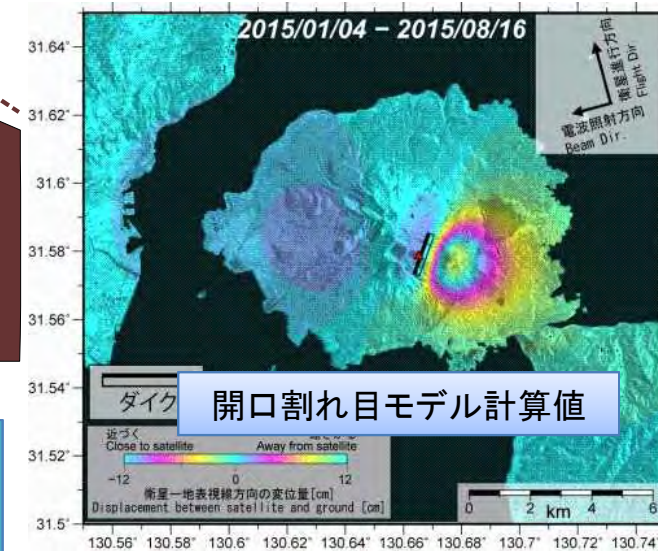 2015/01/04 – 2015/08/16
衛星進行方向
Flight Dir
電波照射方向
Beam Dir.
31.64°
31.62°
31.6°
31.58°
31.56°
31.54°
31.52°
31.5°
ダイク
開口割れ目モデル計算値
近づく
Close to satellite Away from satellite
-12 0 12
衛星―地表視線方向の変位量[cm]
Displacement between satellite and ground [cm]
0 2 4 6
km
130.56° 130.58° 130.6° 130.62° 130.64° 130.66° 130.68° 130.7° 130.72° 130.74°